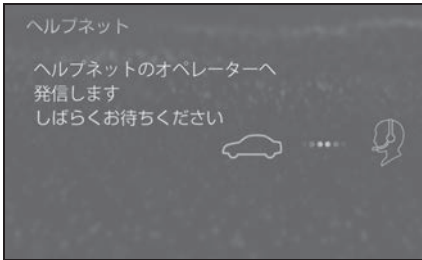 ヘルプネット
ヘルプネットのオペレーターへ
発信します
しばらくお待ちください